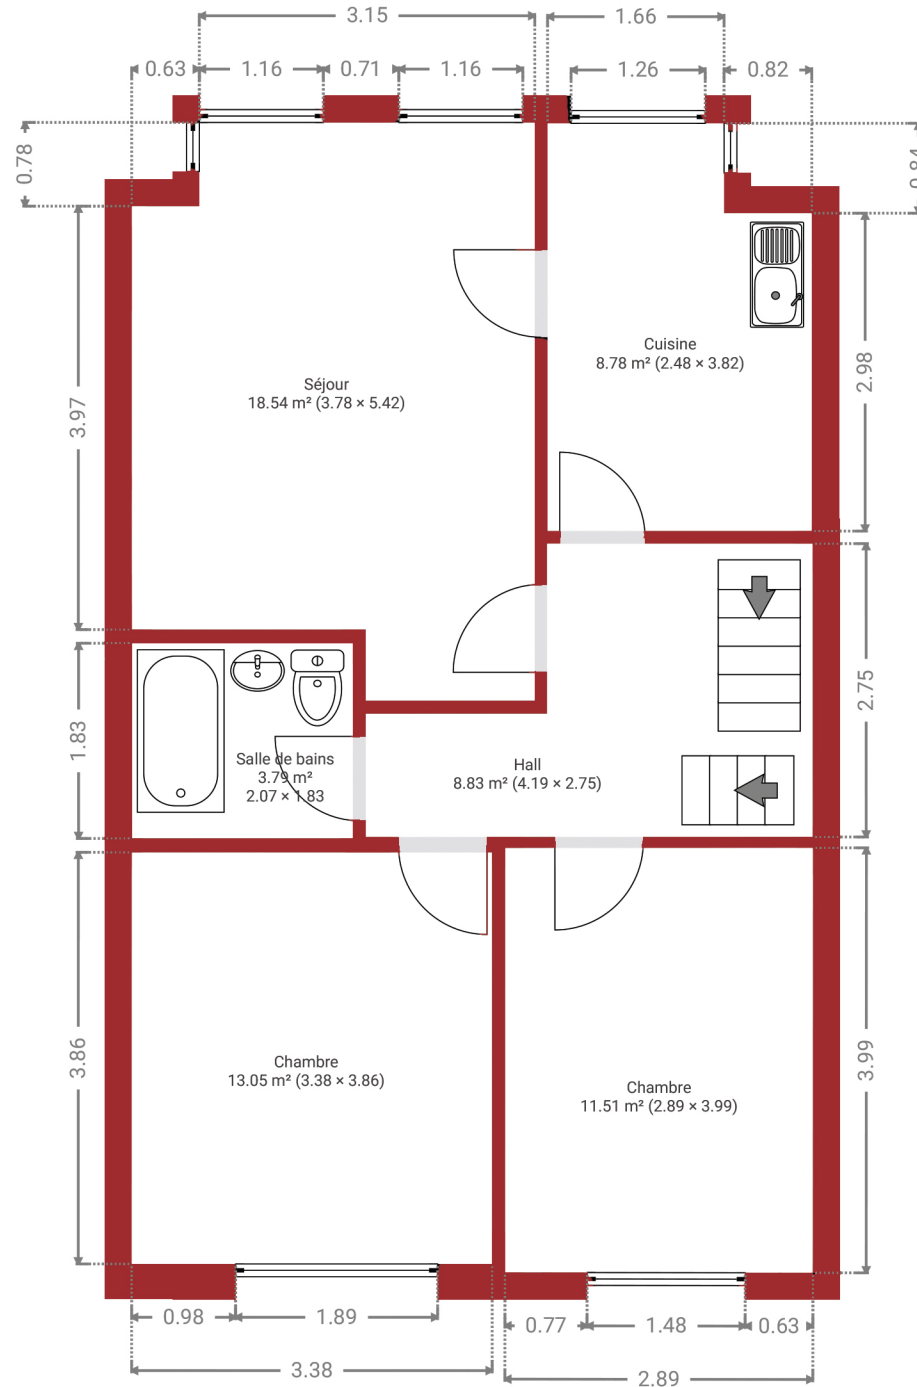 3.15
1.66
0.63
1.16
0.71
1.16
1.26
0.82
0.78
0.84
3.97
2.98
Cuisine
8.78 m² (2.48 × 3.82)
Séjour
18.54 m² (3.78 × 5.42)
2.75
1.83
Salle de bains
3.79 m²
2.07 × 1.83
Hall
8.83 m² (4.19 × 2.75)
3.86
3.99
Chambre
13.05 m² (3.38 × 3.86)
Chambre
11.51 m² (2.89 × 3.99)
0.98
1.89
0.77
1.48
0.63
3.38
2.89